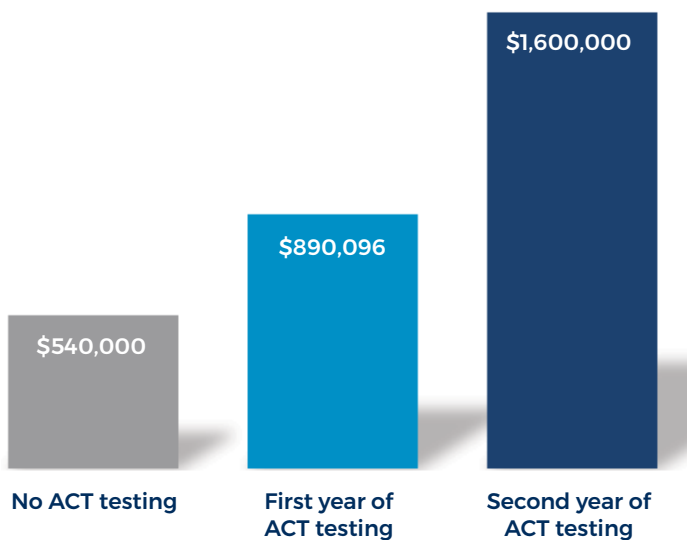 $1,600,000
$890,096
$540,000
No ACT testing
First year of
ACT testing
Second year of
ACT testing